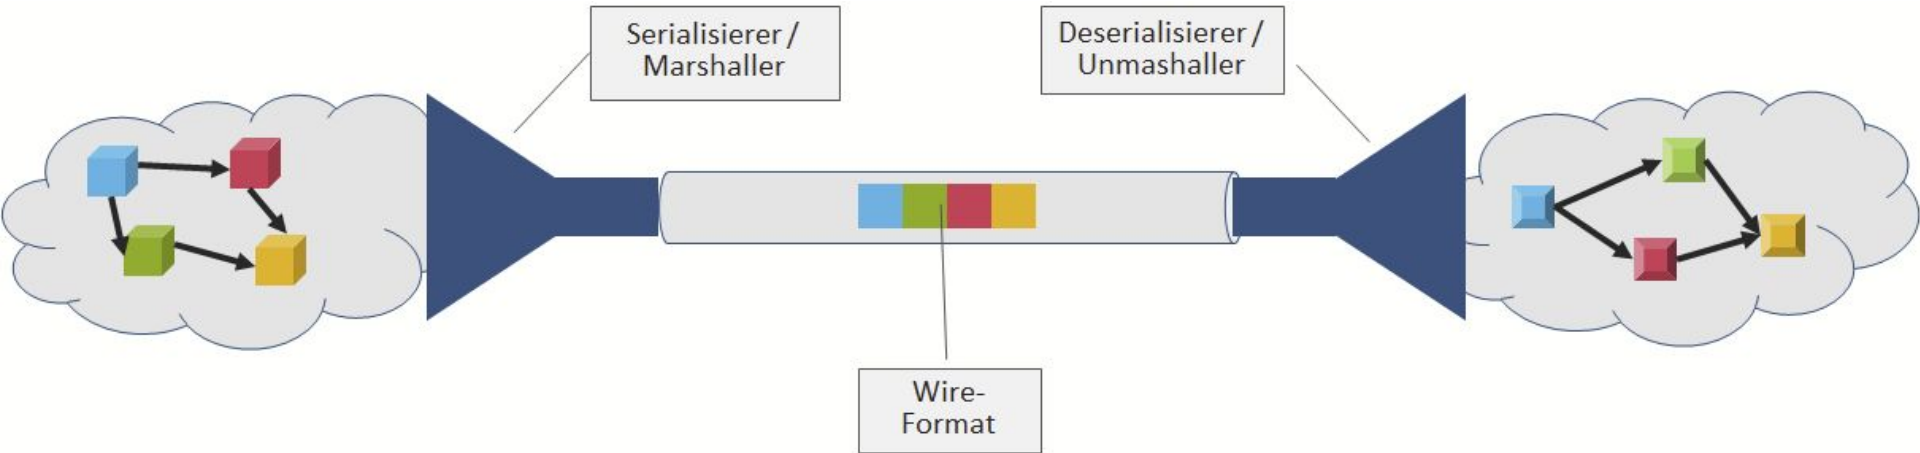 Serialisierer /
Marshaller
Deserialisierer /
Unmashaller
Wire-
Format